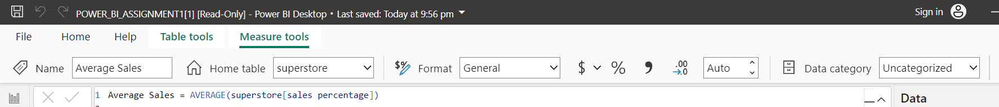 POWER_BI_ASSIGNMENT1[1] [Read-Only] - Power BI Desktop • Last saved: Today at 9:56 pm Sign in
File Home Help Table tools Measure tools
Name Average Sales Home table superstore $% Format General $ % , .00 .0 Auto Data category Uncategorized
1 Average Sales = AVERAGE(superstore[sales percentage]) Data